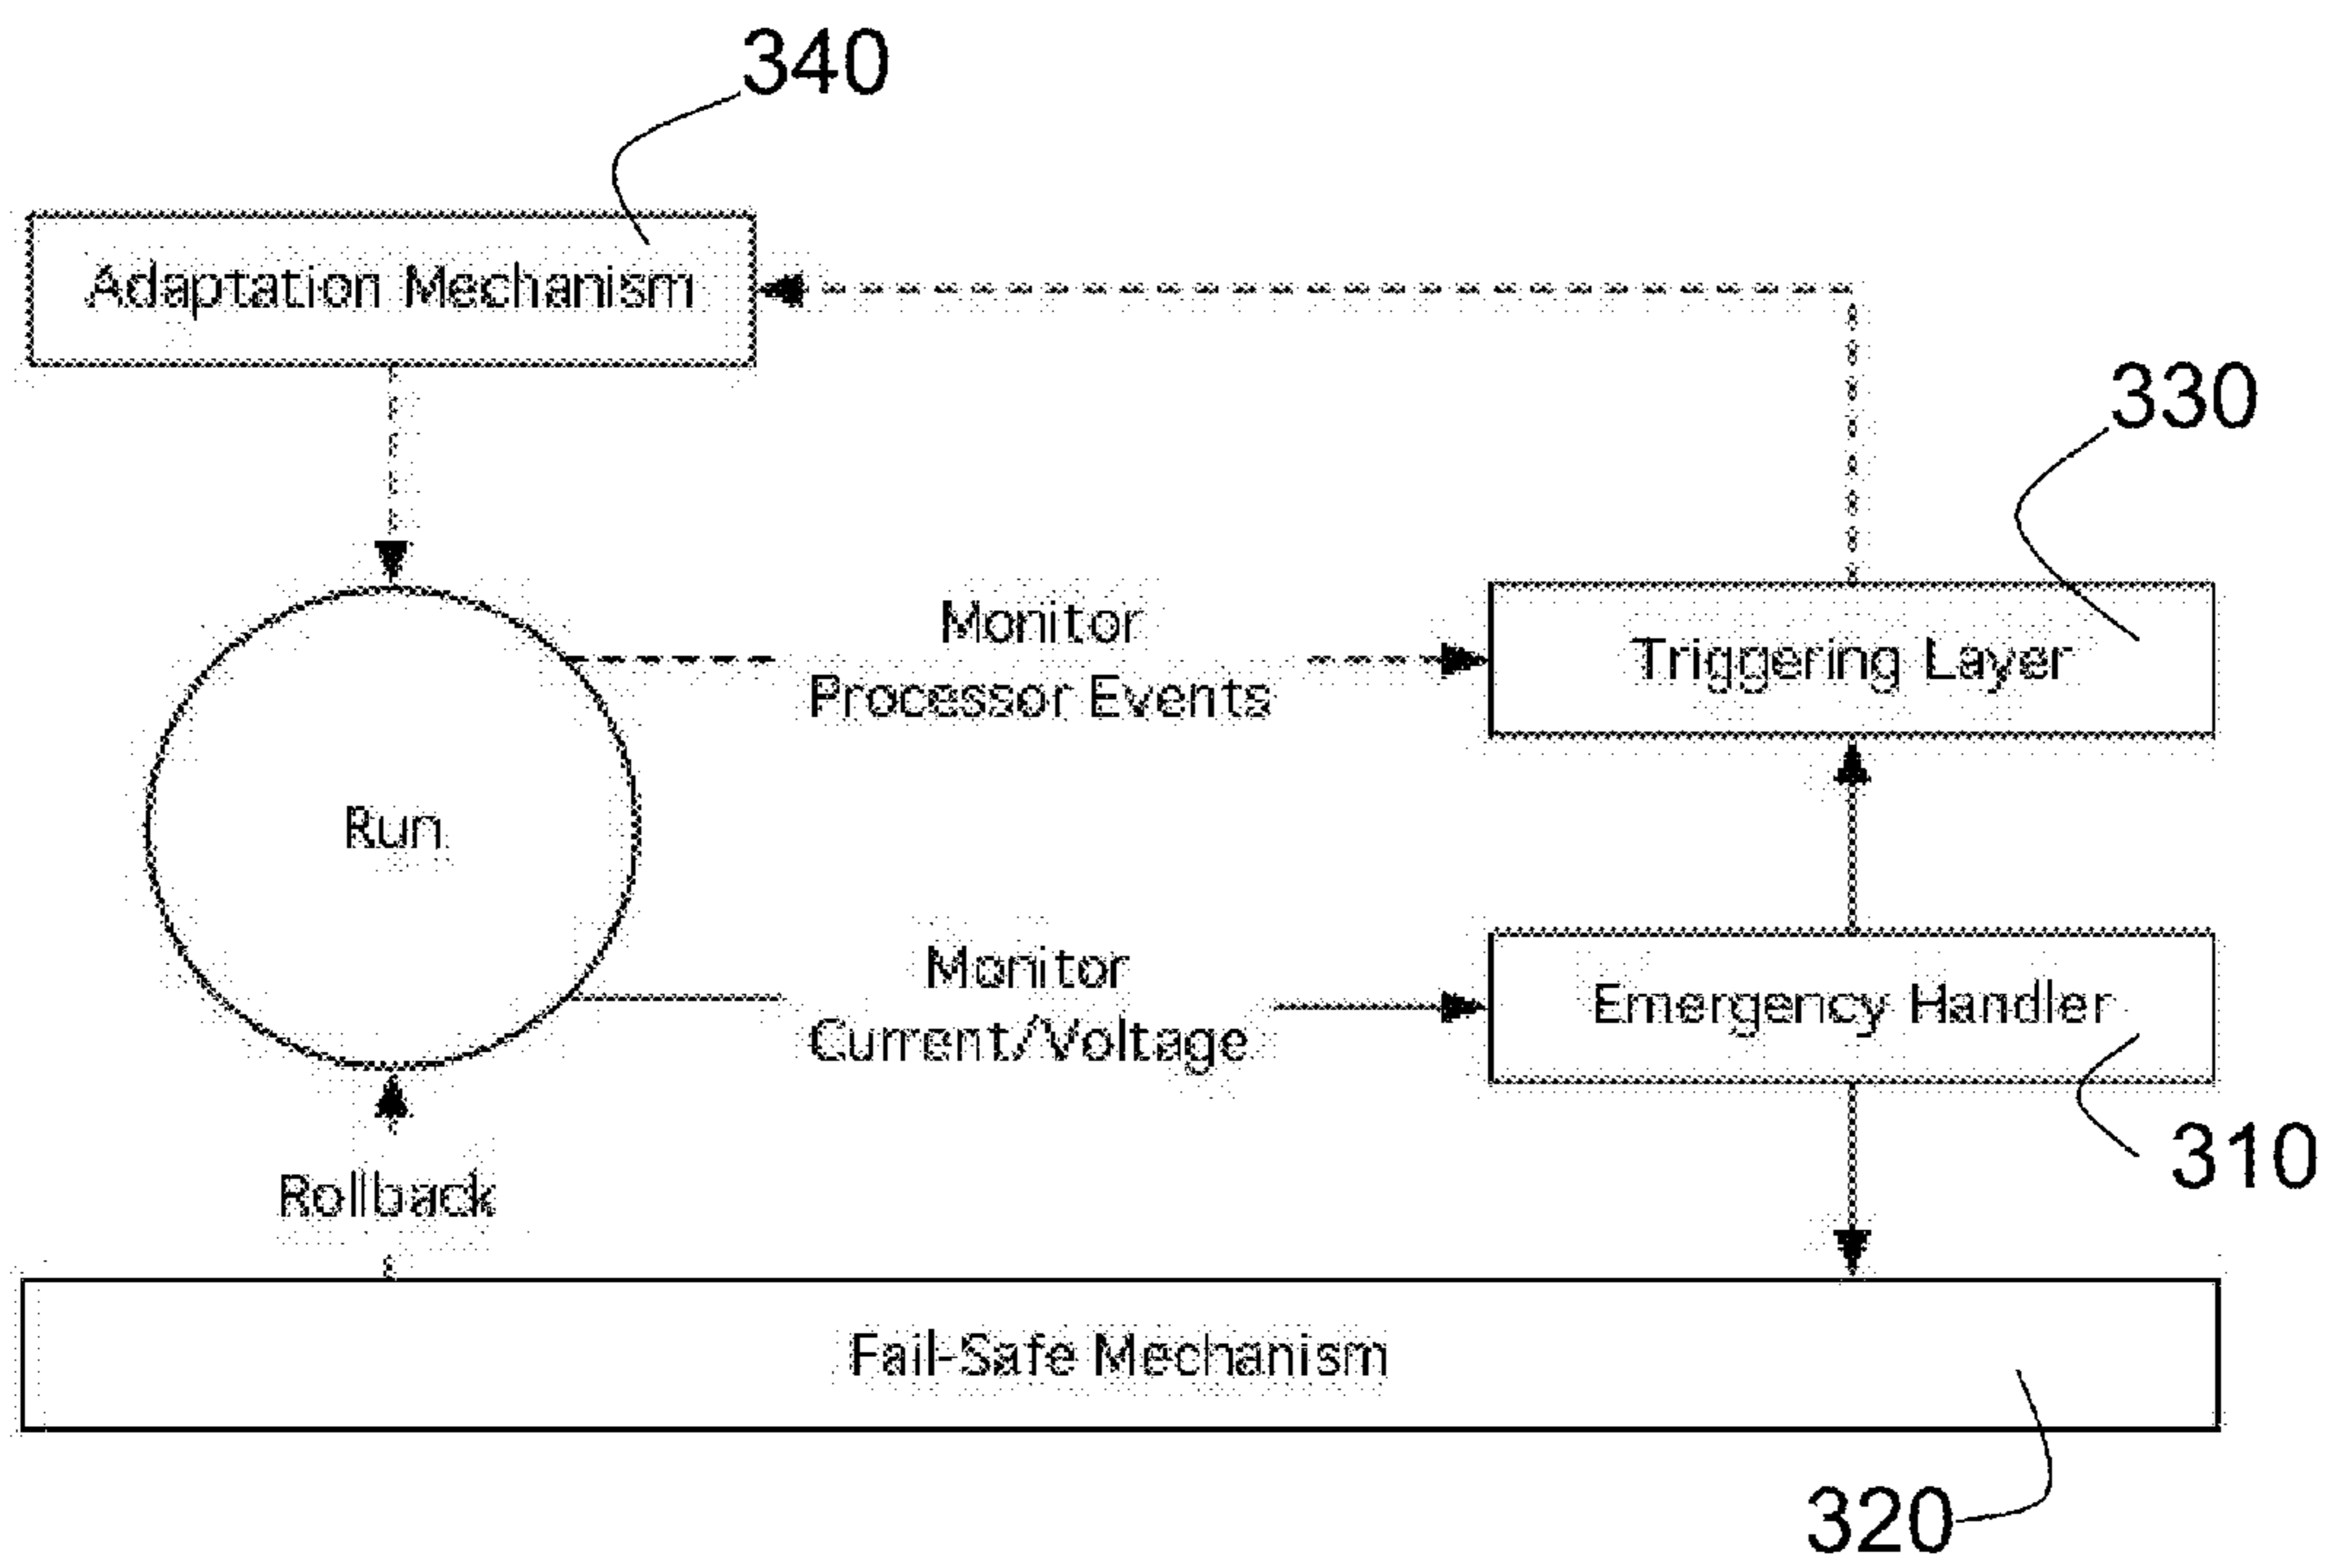 340
Adaptation Mechanism
330
Monitor
Processor Events
Triggering Layer
Run
Monitor
Current/Voltage
Emergency Handler
310
Rollback
Fail-Safe Mechanism
320